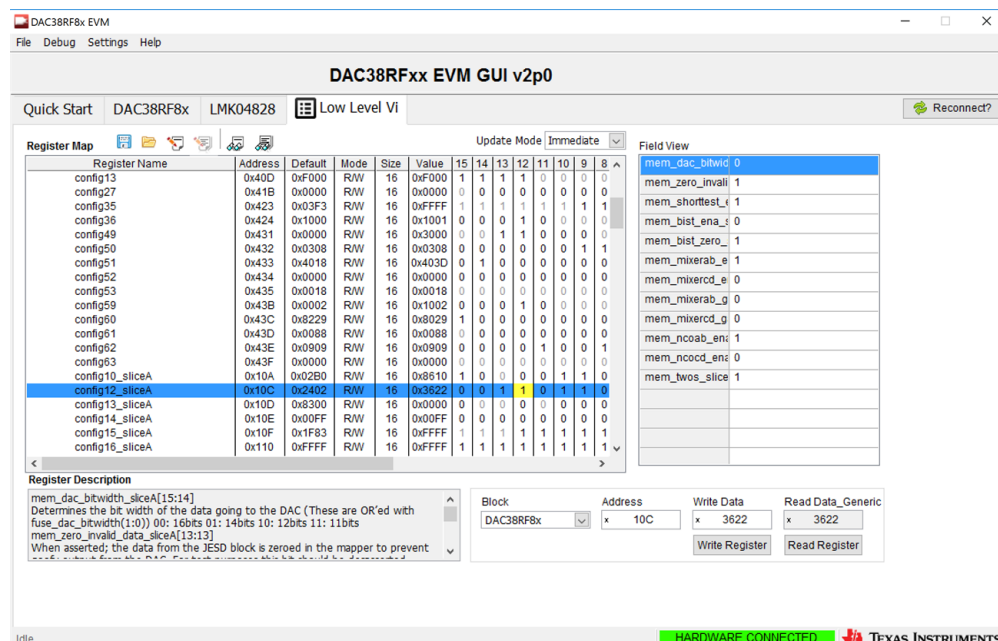 DAC38RF8x EVM
File Debug Settings Help
DAC38RFxx EVM GUI v2p0
Quick Start DAC38RF8x LMK04828 Low Level Vi Reconnect?
Register Map
Update Mode Immediate
Register Name Address Default Mode Size Value 15 14 13 12 11 10 9 8
config13 0x40D 0xF000 R/W 16 0xF000 1 1 1 1 0 0 0 0
config27 0x41B 0x0000 R/W 16 0x0000 0 0 0 0 0 0 0 0
config35 0x423 0x03F3 R/W 16 0xFFFF 1 1 1 1 1 1 1 1
config36 0x424 0x1000 R/W 16 0x1001 0 0 0 1 0 0 0 0
config49 0x431 0x0000 R/W 16 0x3000 0 0 1 1 0 0 0 0
config50 0x432 0x0308 R/W 16 0x0308 0 0 0 0 0 0 1 1
config51 0x433 0x4018 R/W 16 0x403D 0 1 0 0 0 0 0 0
config52 0x434 0x0000 R/W 16 0x0000 0 0 0 0 0 0 0 0
config53 0x435 0x0018 R/W 16 0x0018 0 0 0 0 0 0 0 0
config59 0x43B 0x0002 R/W 16 0x1002 0 0 0 1 0 0 0 0
config60 0x43C 0x8229 R/W 16 0x8029 1 0 0 0 0 0 0 0
config61 0x43D 0x0088 R/W 16 0x0088 0 0 0 0 0 0 0 0
config62 0x43E 0x0909 R/W 16 0x0909 0 0 0 0 1 0 0 1
config63 0x43F 0x0000 R/W 16 0x0000 0 0 0 0 0 0 0 0
config10_sliceA 0x10A 0x02B0 R/W 16 0x8610 1 0 0 0 0 1 1 0
config12_sliceA 0x10C 0x2402 R/W 16 0x3622 0 0 1 1 0 1 1 0
config13_sliceA 0x10D 0x8300 R/W 16 0x0000 0 0 0 0 0 0 0 0
config14_sliceA 0x10E 0x00FF R/W 16 0x00FF 0 0 0 0 0 0 0 0
config15_sliceA 0x10F 0x1F83 R/W 16 0xFFFF 1 1 1 1 1 1 1 1
config16_sliceA 0x110 0xFFFF R/W 16 0xFFFF 1 1 1 1 1 1 1 1
Field View
mem_dac_bitwid 0
mem_zero_invali 1
mem_shorttest_e 1
mem_bist_ena_s 0
mem_bist_zero_ 1
mem_mixerab_e 1
mem_mixercd_e 0
mem_mixerab_g 0
mem_mixercd_g 0
mem_ncoab_ena 1
mem_ncocd_ena 0
mem_twos_slice 1
Register Description
mem_dac_bitwidth_sliceA[15:14]
Determines the bit width of the data going to the DAC (These are OR'ed with
fuse_dac_bitwidth(1:0)) 00: 16bits 01: 14bits 10: 12bits 11: 11bits
mem_zero_invalid_data_sliceA[13:13]
When asserted; the data from the JESD block is zeroed in the mapper to prevent
Block Address Write Data Read Data_Generic
DAC38RF8x x 10C x 3622 x 3622
Write Register Read Register
Idle
HARDWARE CONNECTED TEXAS INSTRUMENTS